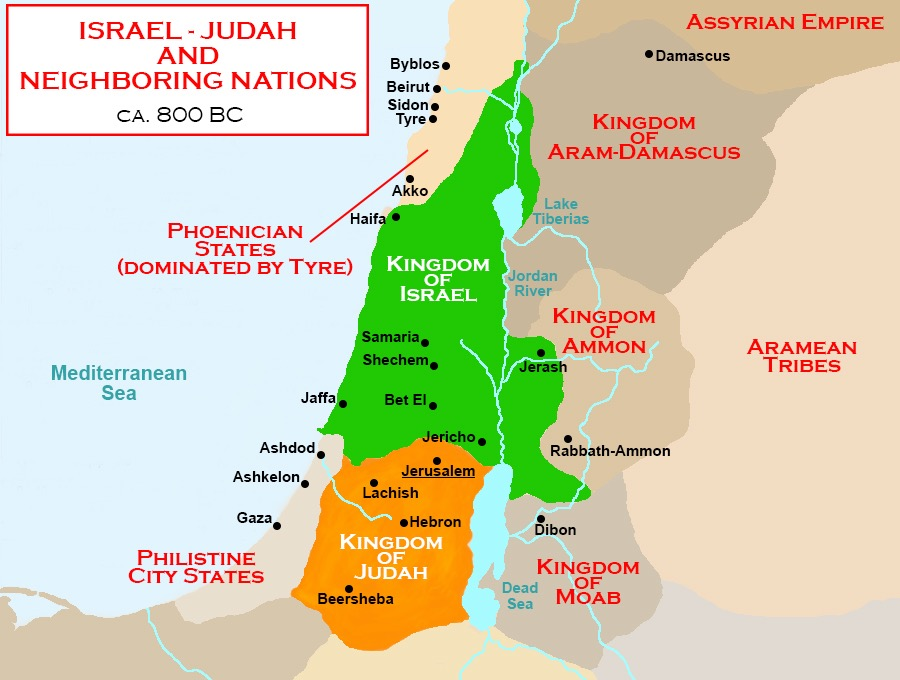 ISRAEL - JUDAH
AND
NEIGHBORING NATIONS
CA. 800 BC
ASSYRIAN EMPIRE
Damascus
Byblos
Beirut
Sidon
Tyre
KINGDOM
OF
ARAM-DAMASCUS
Akko
Haifa
Lake
Tiberias
PHOENICIAN
STATES
(DOMINATED BY TYRE)
KINGDOM
OF
ISRAEL
Jordan
River
KINGDOM
OF
AMMON
Samaria
Shechem
Jerash
ARAMEAN
TRIBES
Mediterranean
Sea
Jaffa
Bet El
Jericho
Ashdod
Rabbath-Ammon
Jerusalem
Ashkelon
Lachish
Gaza
Hebron
Dibon
KINGDOM
OF
JUDAH
PHILISTINE
CITY STATES
KINGDOM
OF
MOAB
Beersheba
Dead
Sea